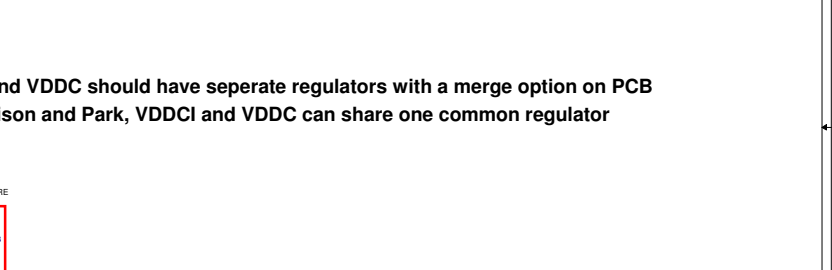 nd VDDC should have seperate regulators with a merge option on PCB
ison and Park, VDDCI and VDDC can share one common regulator
RE